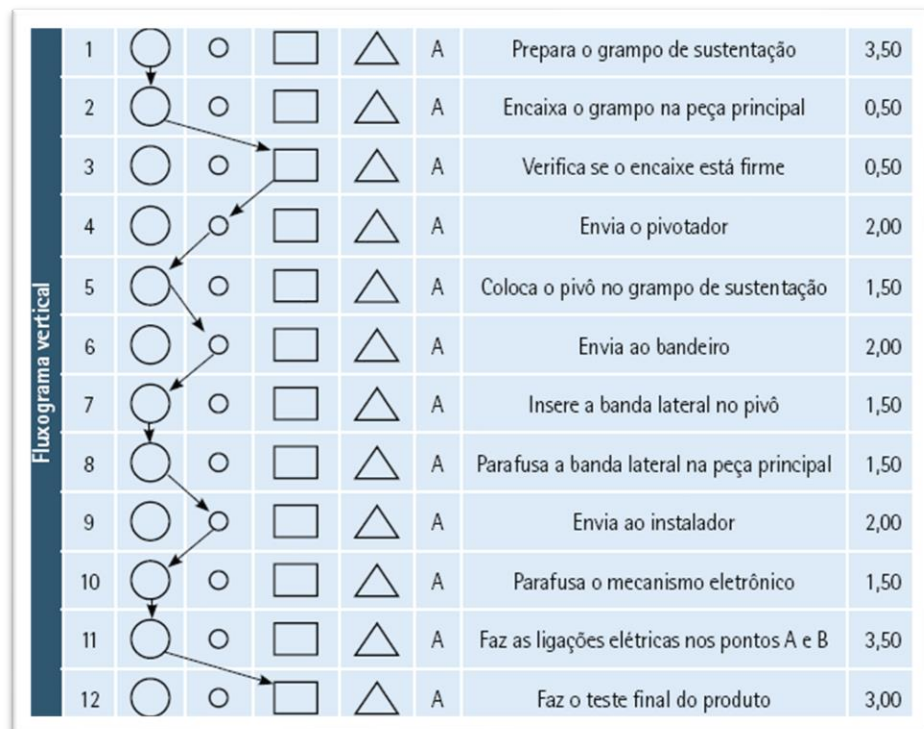 Fluxograma vertical
1 A Prepara o grampo de sustentação 3,50
2 A Encaixa o grampo na peça principal 0,50
3 A Verifica se o encaixe está firme 0,50
4 A Envia o pivotador 2,00
5 A Coloca o pivô no grampo de sustentação 1,50
6 A Envia ao bandeiro 2,00
7 A Insere a banda lateral no pivô 1,50
8 A Parafusa a banda lateral na peça principal 1,50
9 A Envia ao instalador 2,00
10 A Parafusa o mecanismo eletrônico 1,50
11 A Faz as ligações elétricas nos pontos A e B 3,50
12 A Faz o teste final do produto 3,00